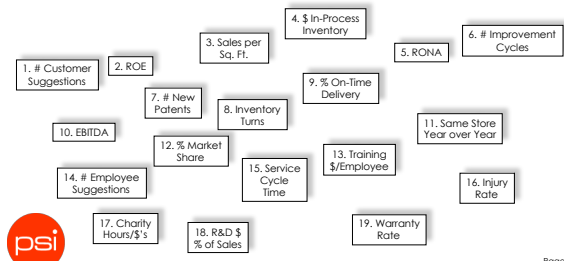 4. $ In-Process
Inventory
6. # Improvement
Cycles
3. Sales per
Sq. Ft.
5. RONA
1. # Customer
Suggestions
2. ROE
9. % On-Time
Delivery
7. # New
Patents
8. Inventory
Turns
11. Same Store
Year over Year
10. EBITDA
12. % Market
Share
13. Training
$/Employee
15. Service
Cycle
Time
14. # Employee
Suggestions
16. Injury
Rate
17. Charity
Hours/$'s
18. R&D $
% of Sales
19. Warranty
Rate
psi